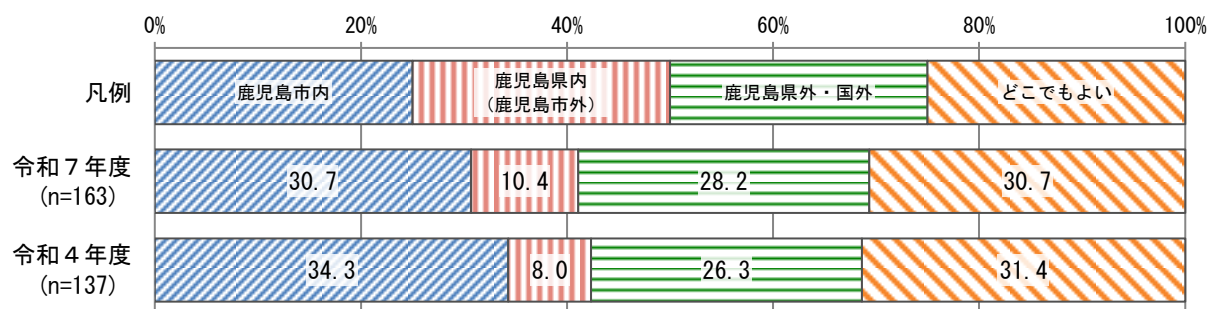 0% 20% 40% 60% 80% 100%
凡例 鹿児島市内 鹿児島県内 鹿児島県外・国外 どこでもよい
（鹿児島市外）
令和７年度
(n=163)
30.7 10.4 28.2 30.7
令和４年度
(n=137)
34.3 8.0 26.3 31.4